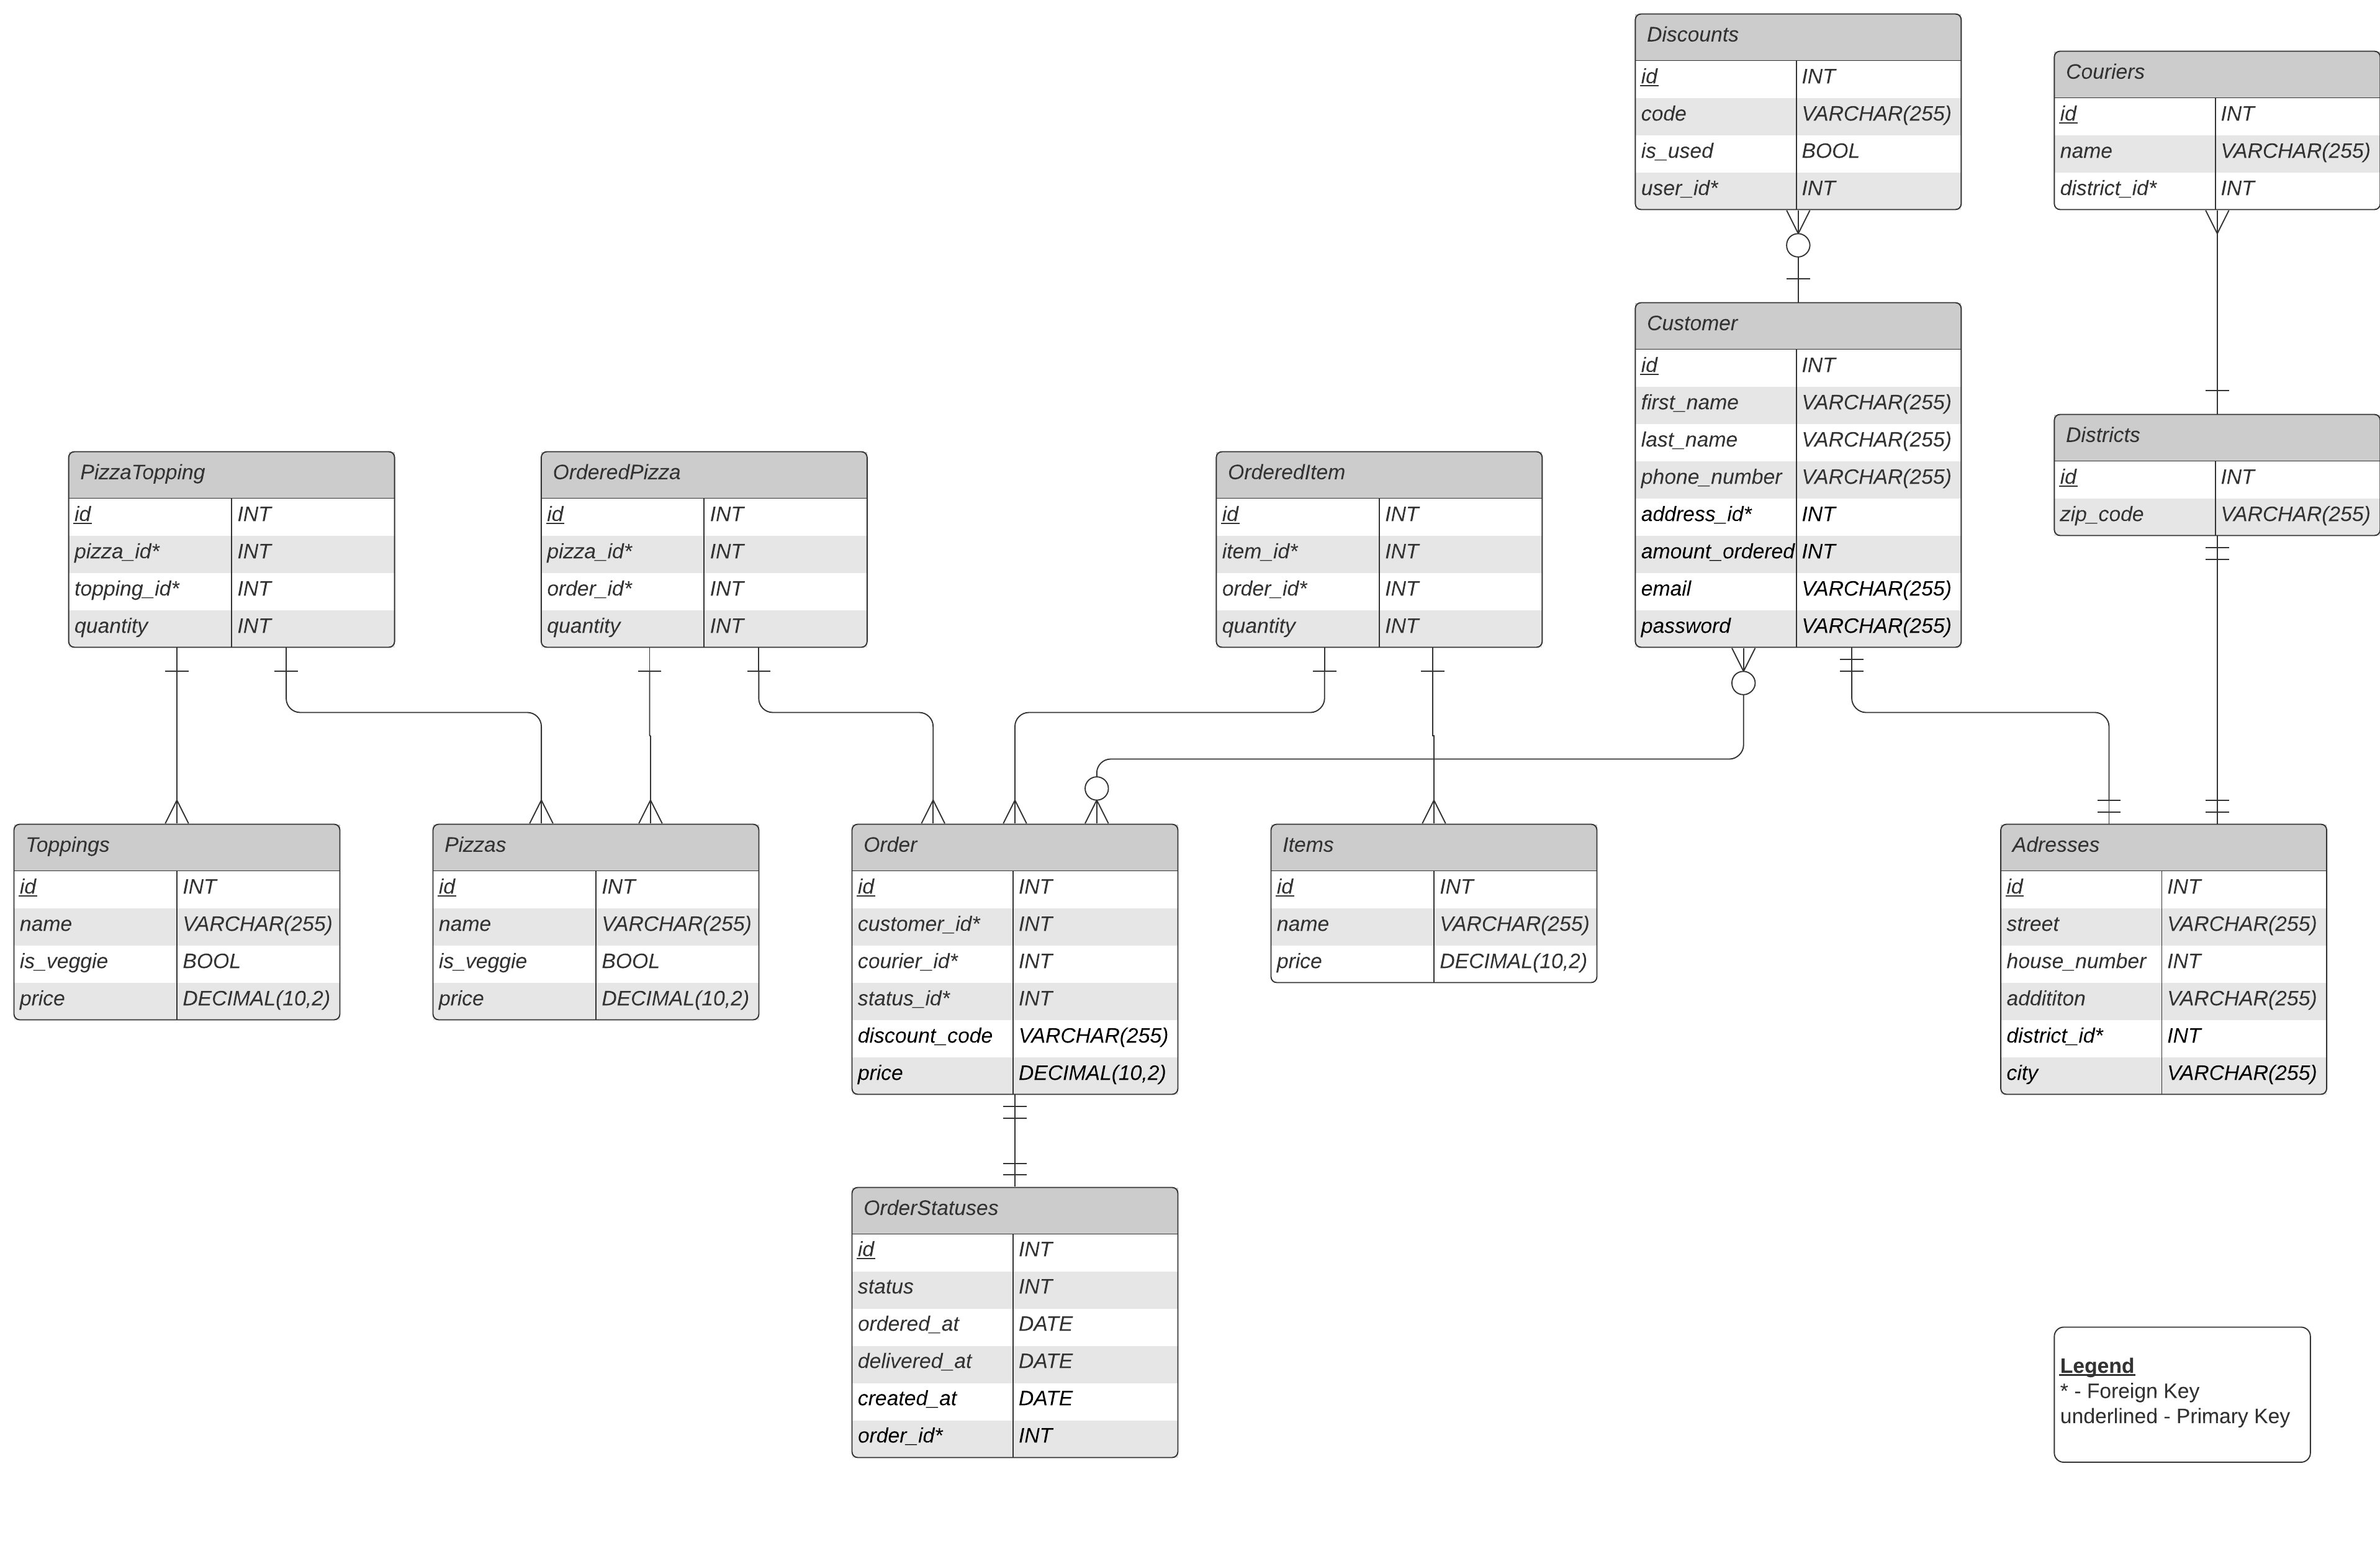 Discounts
id INT
code VARCHAR(255)
is_used BOOL
user_id* INT
Couriers
id INT
name VARCHAR(255)
district_id* INT
Customer
id INT
first_name VARCHAR(255)
last_name VARCHAR(255)
phone_number VARCHAR(255)
address_id* INT
amount_ordered INT
email VARCHAR(255)
password VARCHAR(255)
Districts
id INT
zip_code VARCHAR(255)
PizzaTopping
id INT
pizza_id* INT
topping_id* INT
quantity INT
OrderedPizza
id INT
pizza_id* INT
order_id* INT
quantity INT
OrderedItem
id INT
item_id* INT
order_id* INT
quantity INT
Toppings
id INT
name VARCHAR(255)
is_veggie BOOL
price DECIMAL(10,2)
Pizzas
id INT
name VARCHAR(255)
is_veggie BOOL
price DECIMAL(10,2)
Order
id INT
customer_id* INT
courier_id* INT
status_id* INT
discount_code VARCHAR(255)
price DECIMAL(10,2)
Items
id INT
name VARCHAR(255)
price DECIMAL(10,2)
Adresses
id INT
street VARCHAR(255)
house_number INT
addititon VARCHAR(255)
district_id* INT
city VARCHAR(255)
OrderStatuses
id INT
status INT
ordered_at DATE
delivered_at DATE
created_at DATE
order_id* INT
Legend
* - Foreign Key
underlined - Primary Key